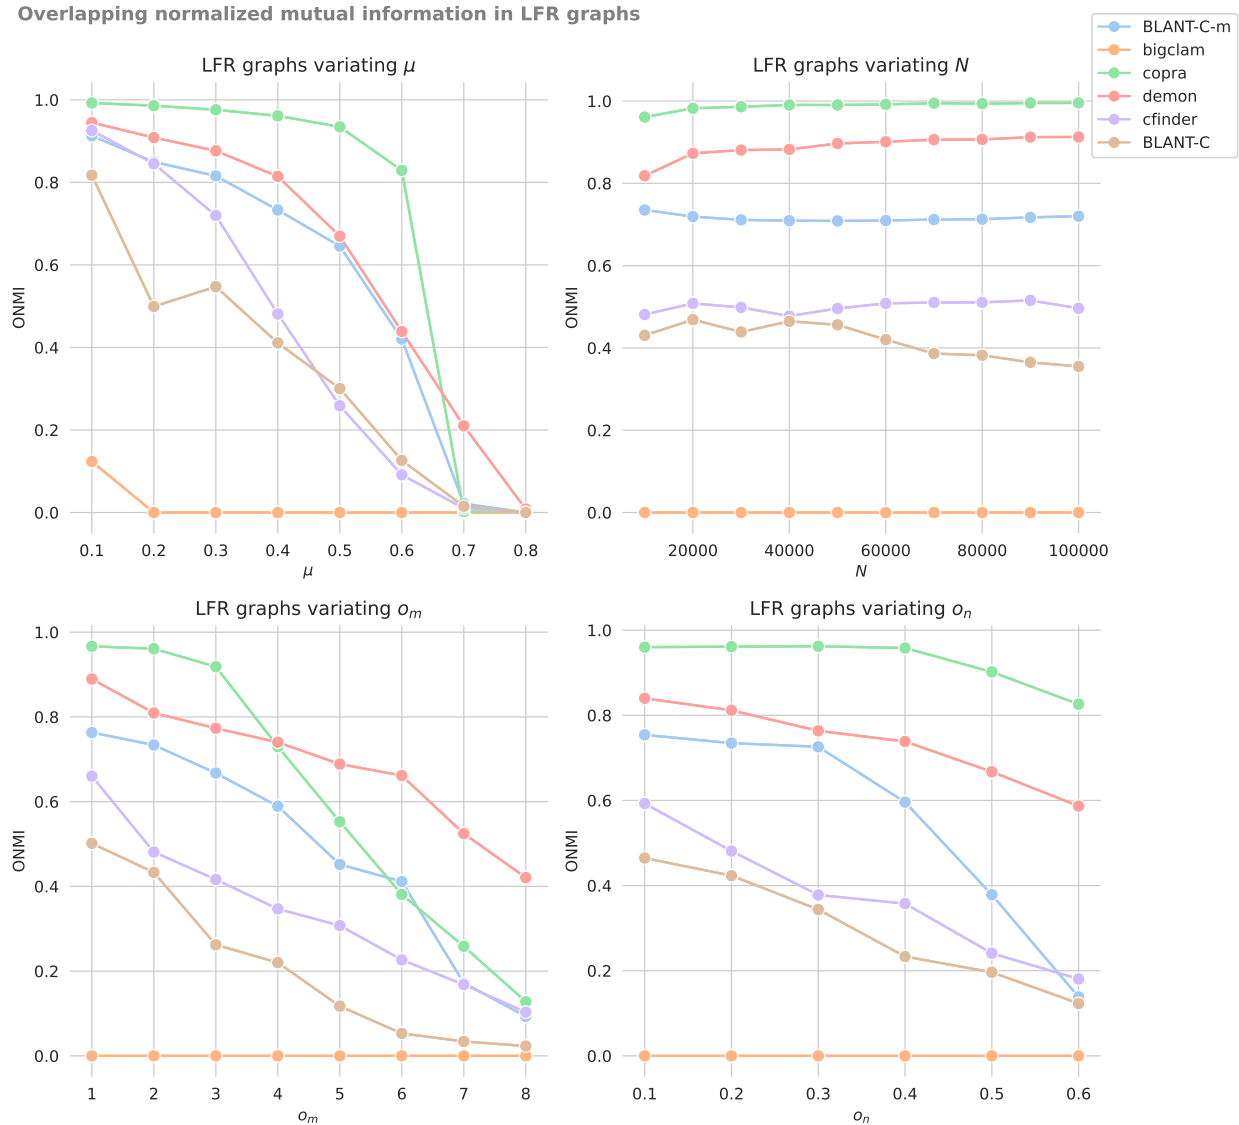 Overlapping normalized mutual information in LFR graphs
BLANT-C-m
bigclam
copra
demon
cfinder
BLANT-C
LFR graphs variating μ
1.0
0.8
0.6
0.4
0.2
0.0
ONMI
0.1 0.2 0.3 0.4 0.5 0.6 0.7 0.8
μ
LFR graphs variating N
1.0
0.8
0.6
0.4
0.2
0.0
ONMI
20000 40000 60000 80000 100000
N
LFR graphs variating oₘ
1.0
0.8
0.6
0.4
0.2
0.0
ONMI
1 2 3 4 5 6 7 8
oₘ
LFR graphs variating oₙ
1.0
0.8
0.6
0.4
0.2
0.0
ONMI
0.1 0.2 0.3 0.4 0.5 0.6
oₙ